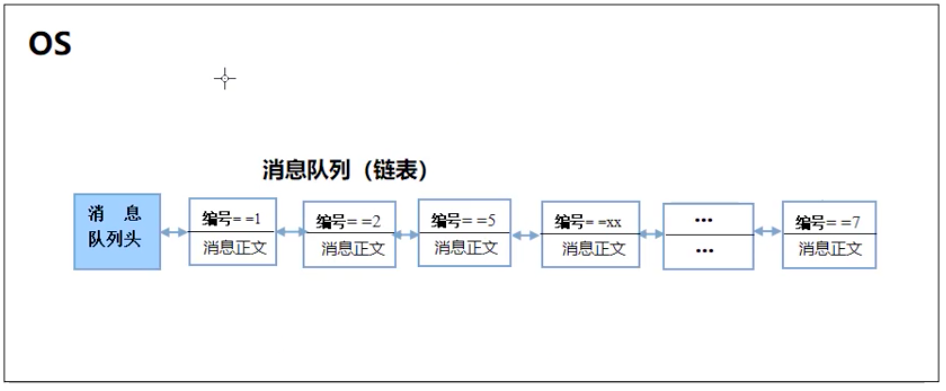 OS
消息队列（链表）
消 息
队列头
编号= =1
消息正文
编号= =2
消息正文
编号= =5
消息正文
编号= =xx
消息正文
...
...
编号= =7
消息正文